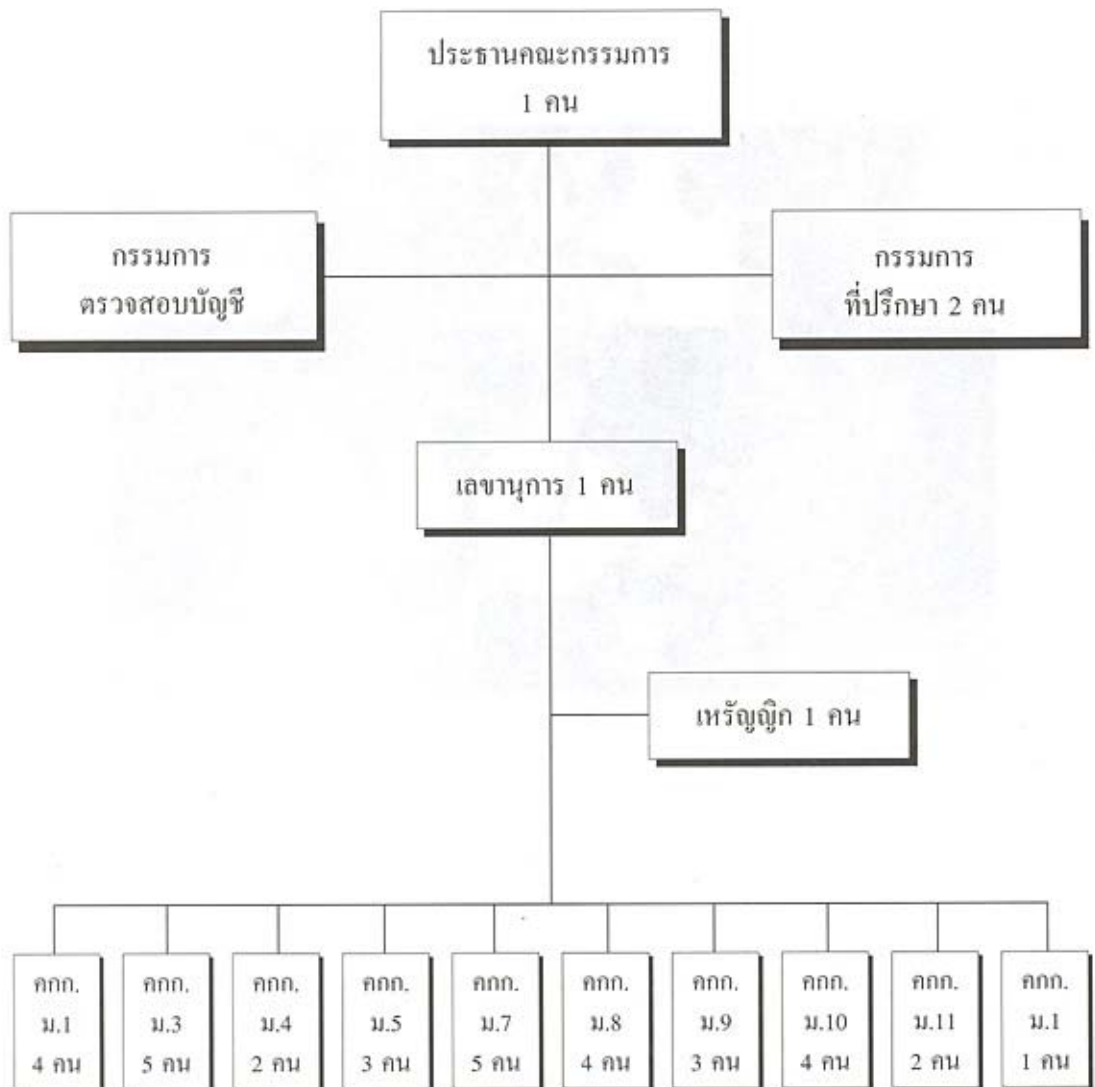 ประธานคณะกรรมการ
1 คน
กรรมการ
ตรวจสอบบัญชี
กรรมการ
ที่ปรึกษา 2 คน
เลขานุการ 1 คน
เหรัญญิก 1 คน
คกก.
ม.1
4 คน
คกก.
ม.3
5 คน
คกก.
ม.4
2 คน
คกก.
ม.5
3 คน
คกก.
ม.7
5 คน
คกก.
ม.8
4 คน
คกก.
ม.9
3 คน
คกก.
ม.10
4 คน
คกก.
ม.11
2 คน
คกก.
ม.1
1 คน